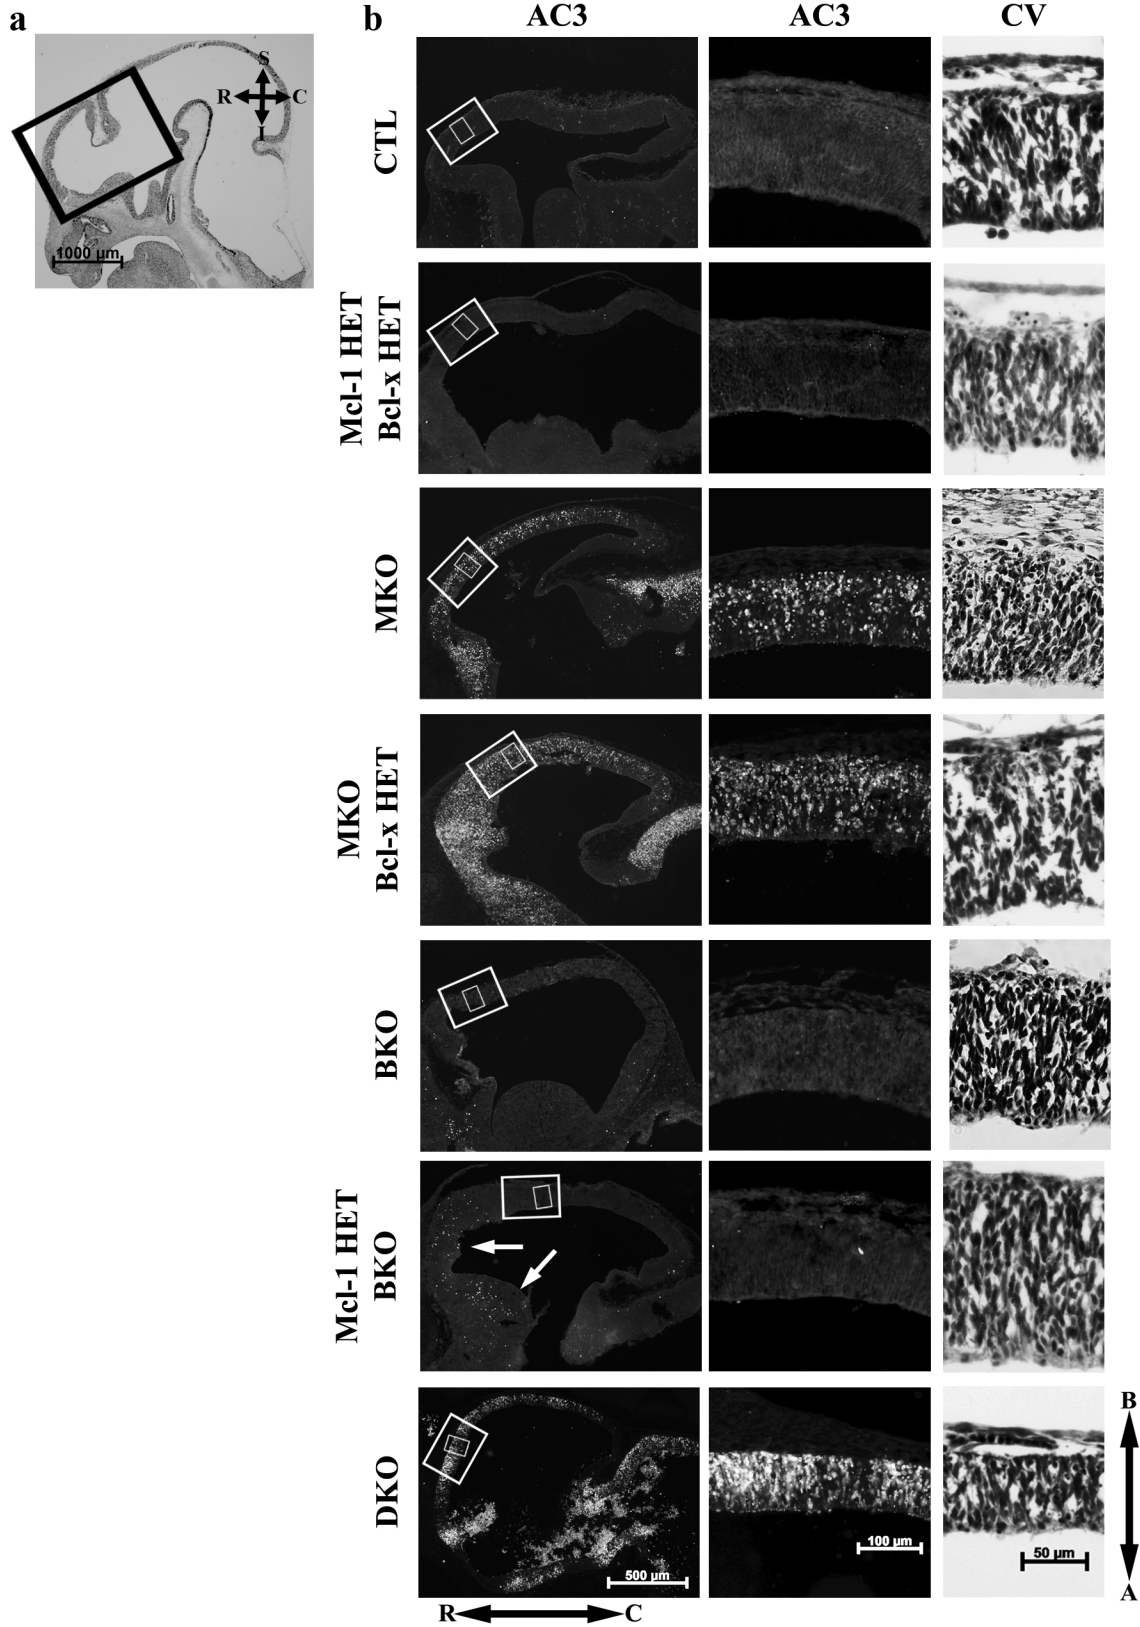 a
b
AC3
AC3
CV
S
R
C
I
1000 µm
CTL
Mcl-1 HET
Bcl-x HET
MKO
MKO
Bcl-x HET
BKO
Mcl-1 HET
BKO
DKO
500 µm
100 µm
50 µm
B
A
R
C